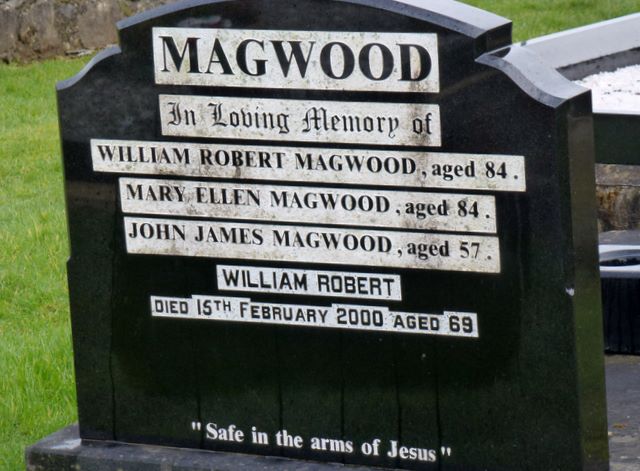 MAGWOOD
In Loving Memory of
WILLIAM ROBERT MAGWOOD, aged 84.
MARY ELLEN MAGWOOD, aged 84.
JOHN JAMES MAGWOOD, aged 57.
WILLIAM ROBERT
DIED 15TH FEBRUARY 2000 AGED 69
"Safe in the arms of Jesus"